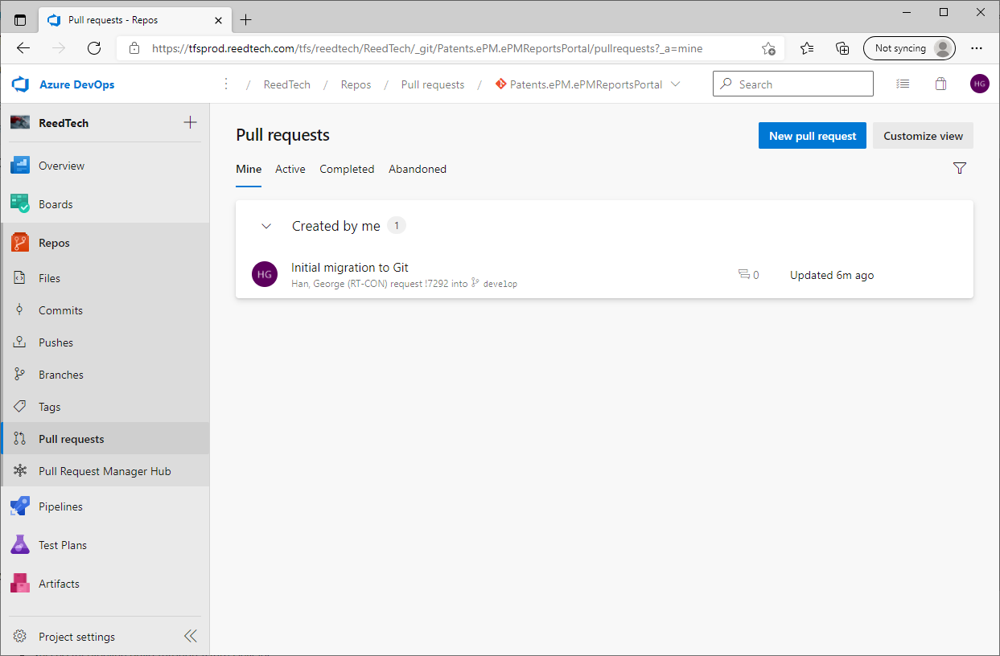 Pull requests - Repos
https://tfsprod.reedtech.com/tfs/reedtech/ReedTech/_git/Patents.ePM.ePMReportsPortal/pullrequests?_a=mine
Not syncing
Azure DevOps
/ ReedTech / Repos / Pull requests / Patents.ePM.ePMReportsPortal
Search
HG
ReedTech
Overview
Boards
Repos
Files
Commits
Pushes
Branches
Tags
Pull requests
Pull Request Manager Hub
Pipelines
Test Plans
Artifacts
Project settings
Pull requests
New pull request
Customize view
Mine Active Completed Abandoned
Created by me 1
HG
Initial migration to Git
Han, George (RT-CON) request !7292 into develop
0
Updated 6m ago